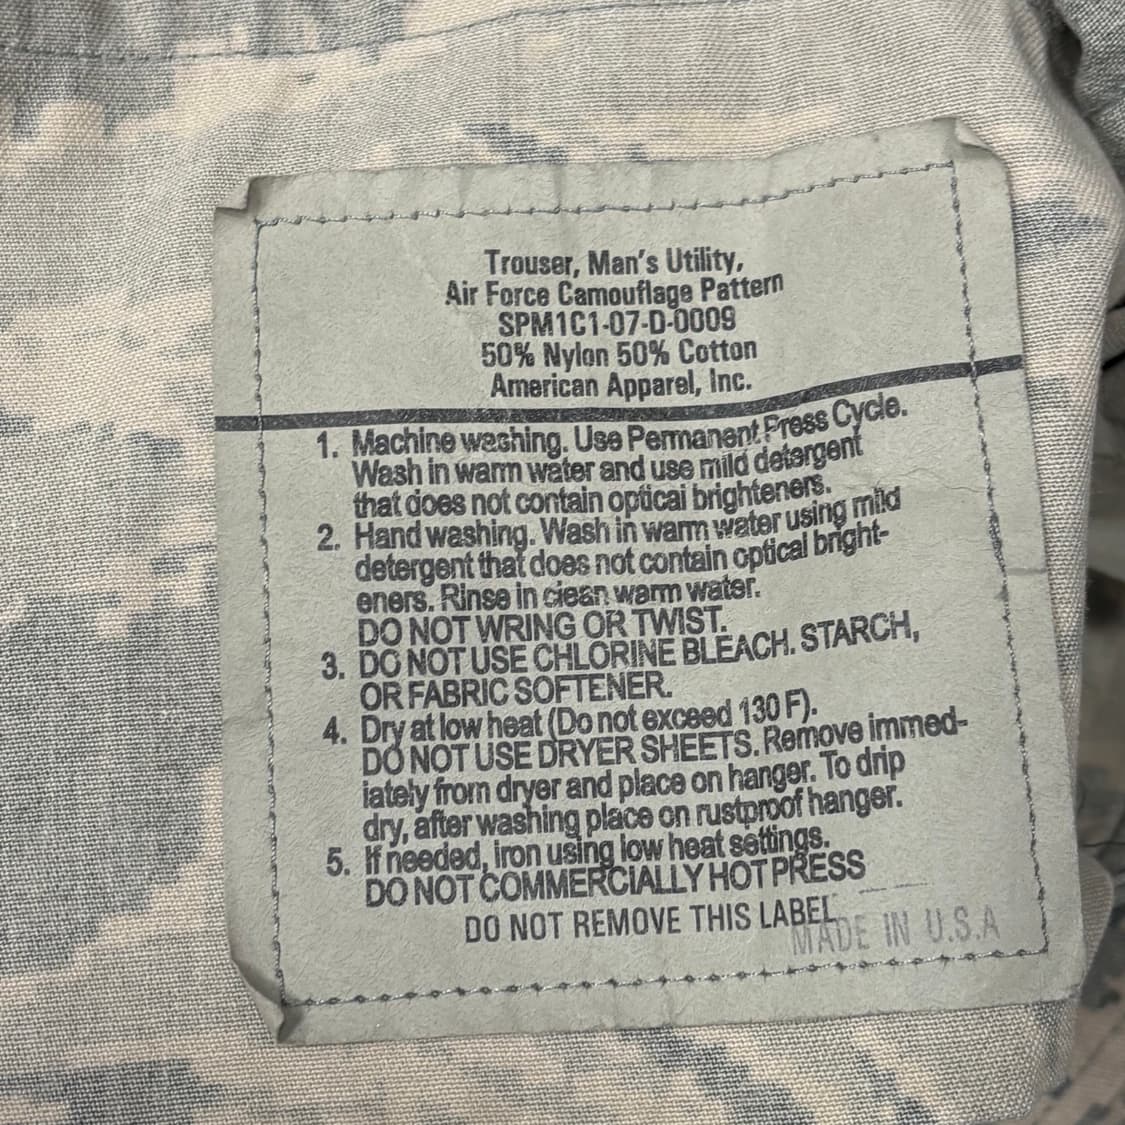 Trouser, Man's Utility,
Air Force Camouflage Pattern
SPM1C1-07-D-0009
50% Nylon 50% Cotton
American Apparel, Inc.
1. Machine washing. Use Permanent Press Cycle.
Wash in warm water and use mild detergent
that does not contain optical brighteners.
2. Hand washing. Wash in warm water using mild
detergent that does not contain optical bright-
eners. Rinse in clean warm water.
DO NOT WRING OR TWIST.
3. DO NOT USE CHLORINE BLEACH. STARCH,
OR FABRIC SOFTENER.
4. Dry at low heat (Do not exceed 130 F).
DO NOT USE DRYER SHEETS. Remove immed-
iately from dryer and place on hanger. To drip
dry, after washing place on rustproof hanger.
5. If needed, iron using low heat settings.
DO NOT COMMERCIALLY HOT PRESS
DO NOT REMOVE THIS LABEL
MADE IN U.S.A